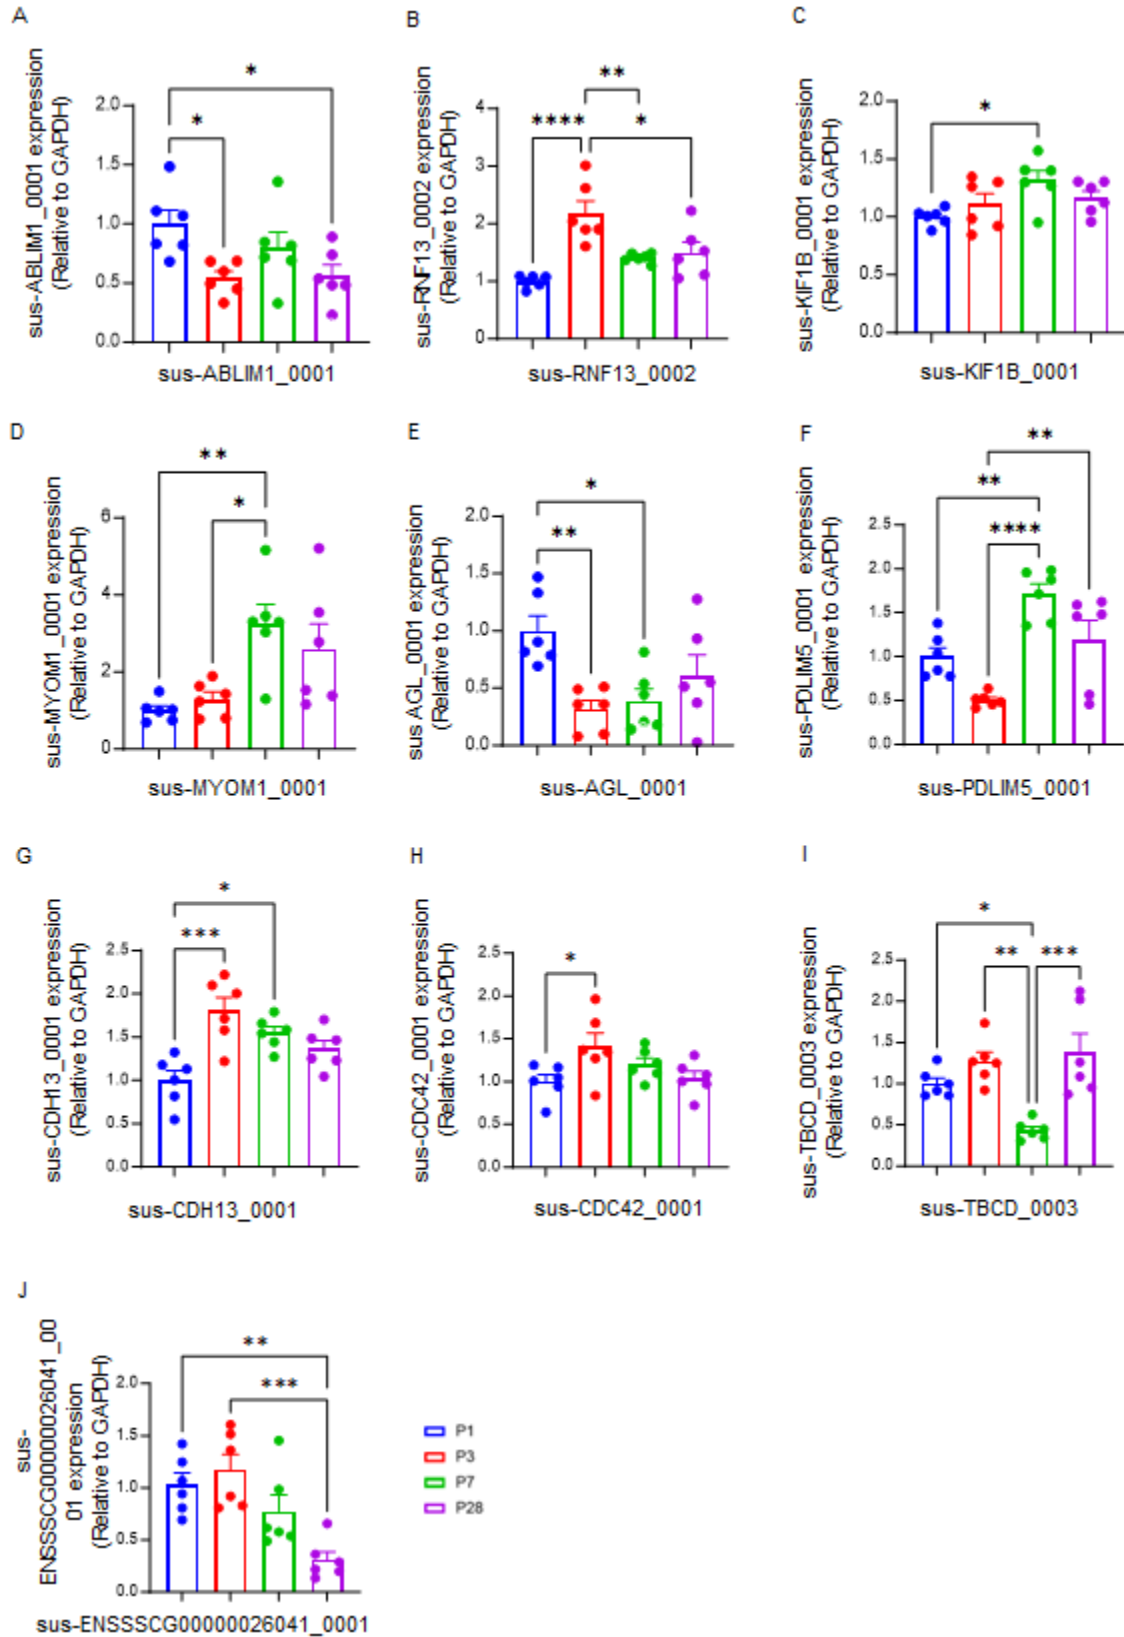 A
sus-ABLIM1_0001 expression
(Relative to GAPDH)
2.0
1.5
1.0
0.5
0.0
*
*
sus-ABLIM1_0001
B
sus-RNF13_0002 expression
(Relative to GAPDH)
4
3
2
1
0
**
****
*
sus-RNF13_0002
C
sus-KIF1B_0001 expression
(Relative to GAPDH)
2.0
1.5
1.0
0.5
0.0
*
sus-KIF1B_0001
D
sus-MYOM1_0001 expression
(Relative to GAPDH)
6
4
2
0
**
*
sus-MYOM1_0001
E
sus AGL_0001 expression
(Relative to GAPDH)
2.0
1.5
1.0
0.5
0.0
*
**
sus-AGL_0001
F
sus-PDLIM5_0001 expression
(Relative to GAPDH)
2.5
2.0
1.5
1.0
0.5
0.0
**
**
****
sus-PDLIM5_0001
G
sus-CDH13_0001 expression
(Relative to GAPDH)
2.5
2.0
1.5
1.0
0.5
0.0
*
***
sus-CDH13_0001
H
sus-CDC42_0001 expression
(Relative to GAPDH)
2.5
2.0
1.5
1.0
0.5
0.0
*
sus-CDC42_0001
I
sus-TBCD_0003 expression
(Relative to GAPDH)
2.5
2.0
1.5
1.0
0.5
0.0
*
**
***
sus-TBCD_0003
J
sus-
ENSSSCG00000026041_00
01 expression
(Relative to GAPDH)
2.0
1.5
1.0
0.5
0.0
**
***
sus-ENSSSCG00000026041_0001
P1
P3
P7
P28